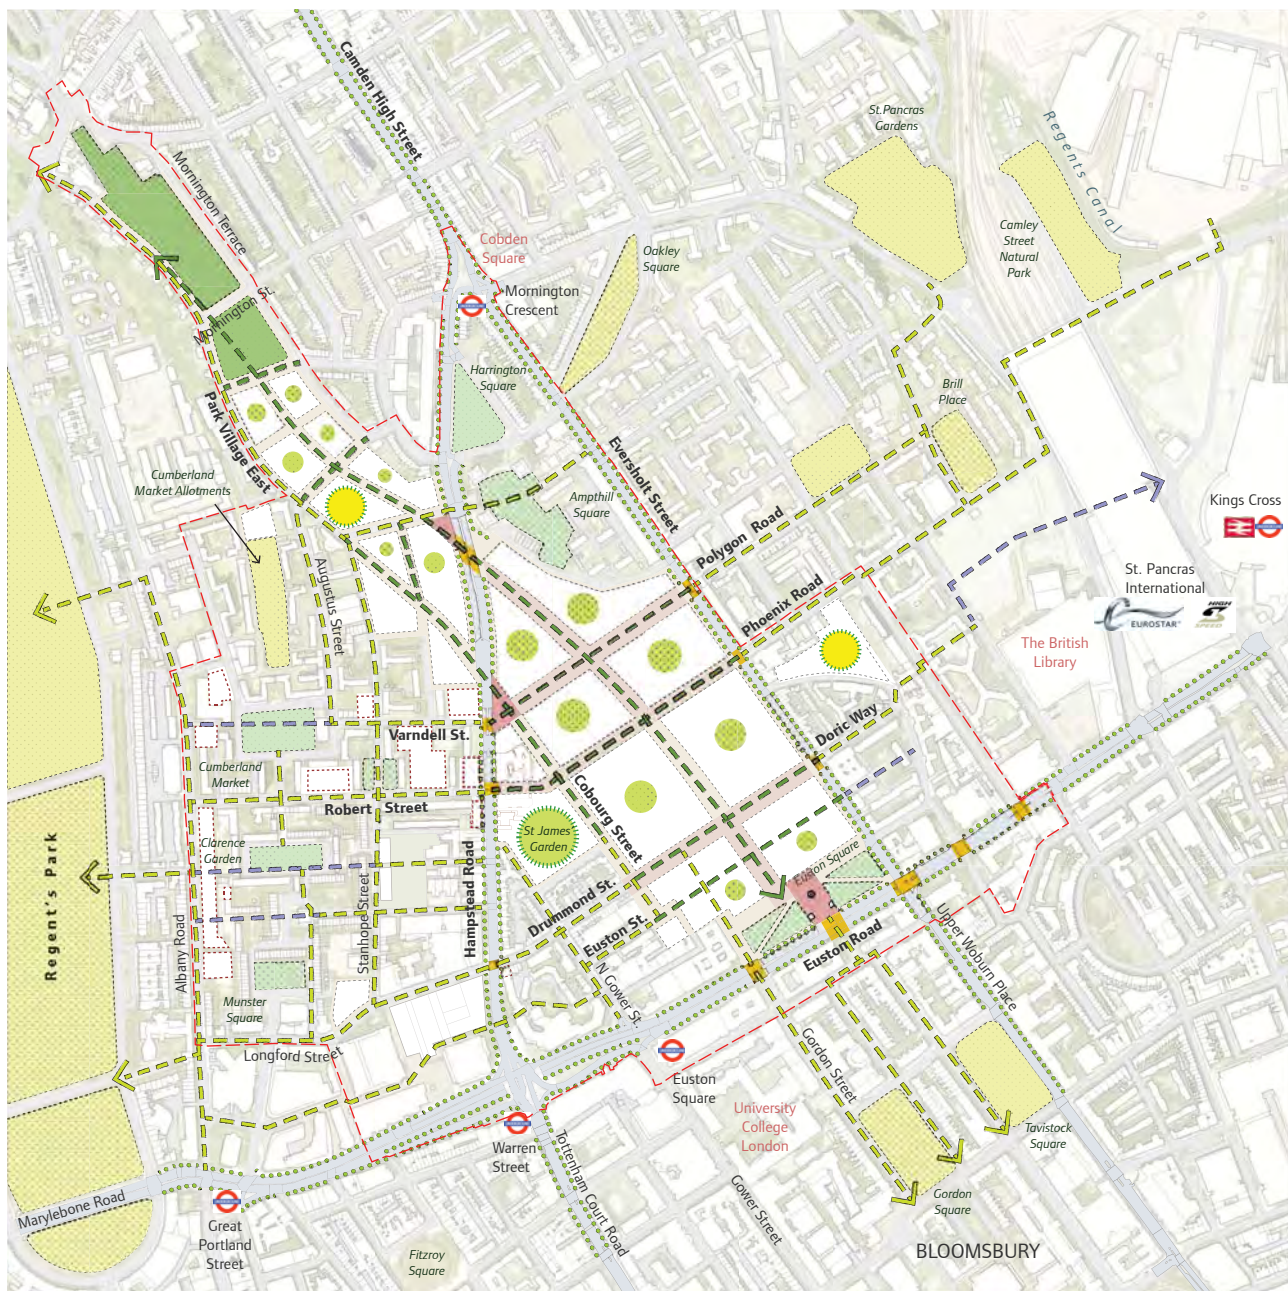 Camden High Street
St.Pancras
Gardens
Regents Canal
Mornington Terrace
Cobden
Square
Oakley
Square
Camley
Street
Natural
Park
Mornington
Crescent
Mornington St.
Harrington
Square
Brill
Place
Park Village East
Eversholt Street
Cumberland
Market Allotments
Ampthill
Square
Kings Cross
Polygon Road
St. Pancras
International
EUROSTAR
HIGH
SPEED
Augustus Street
Phoenix Road
The British
Library
Varndell St.
Doric Way
Cumberland
Market
Robert Street
Cobourg Street
St James
Garden
Regent's Park
Clarence
Garden
Euston Square
Stanhope Street
Hampstead Road
Drummond St.
Albany Road
Euston St.
Euston Road
Upper Woburn Place
N Gower St.
Munster
Square
Longford Street
Gordon Street
Euston
Square
University
College
London
Tavistock
Square
Warren
Street
Tottenham Court Road
Gower Street
Gordon
Square
Marylebone Road
Great
Portland
Street
Fitzroy
Square
BLOOMSBURY